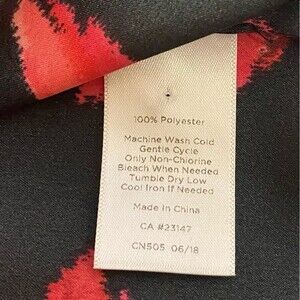 100% Polyester
Machine Wash Cold
Gentle Cycle
Only Non-Chlorine
Bleach When Needed
Tumble Dry Low
Cool Iron If Needed
Made In China
CA #23147
CN505 06/18